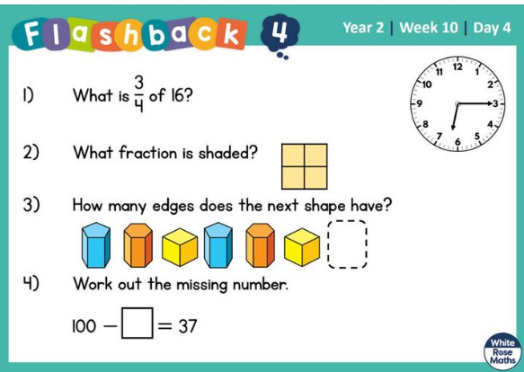 Flashback 4
Year 2 | Week 10 | Day 4
12
11 1
10 2
9 3
8 4
7 5
6
1) What is 3/4 of 16?
2) What fraction is shaded?
3) How many edges does the next shape have?
4) Work out the missing number.
100 − □ = 37
White
Rose
Maths